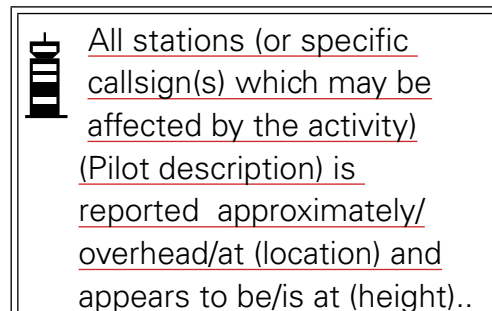 All stations (or specific
callsign(s) which may be
affected by the activity)
(Pilot description) is
reported  approximately/
overhead/at (location) and
appears to be/is at (height)..